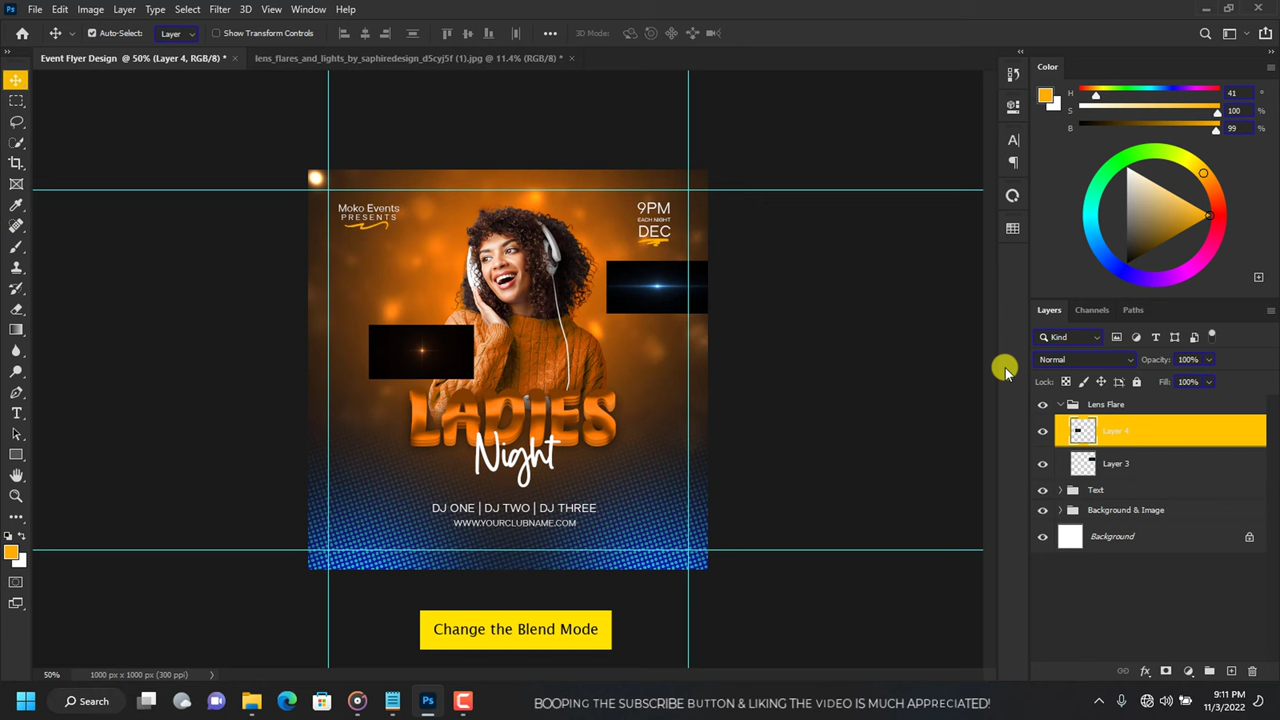 Ps File Edit Image Layer Type Select Filter 3D View Window Help
Auto-Select: Layer Show Transform Controls 3D Mode:
Event Flyer Design @ 50% (Layer 4, RGB/8) * × lens_flares_and_lights_by_saphiredesign_d5cyj5f (1).jpg @ 11.4% (RGB/8) * ×
Color
H 41 °
S 100 %
B 99 %
Moko Events
PRESENTS
9PM
EACH NIGHT
DEC
LADIES
Night
DJ ONE | DJ TWO | DJ THREE
WWW.YOURCLUBNAME.COM
Layers Channels Paths
Kind
Normal Opacity: 100%
Lock: Fill: 100%
Lens Flare
Layer 4
Layer 3
Text
Background & Image
Background
Change the Blend Mode
50% 1000 px x 1000 px (300 ppi)
Search
BOOPING THE SUBSCRIBE BUTTON & LIKING THE VIDEO IS MUCH APPRECIATED!
9:11 PM
11/3/2022